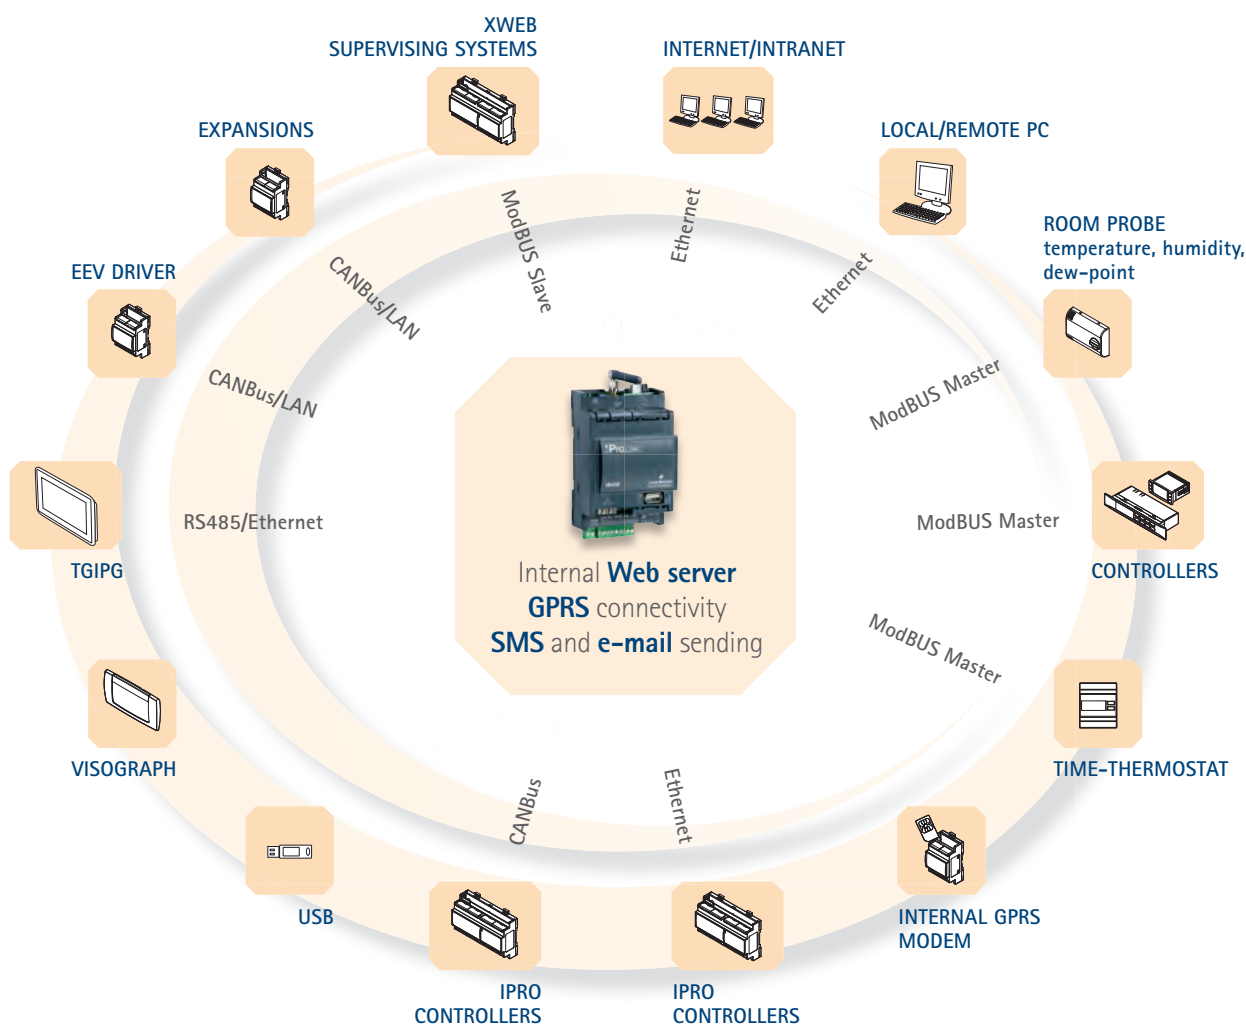 XWEB
SUPERVISING SYSTEMS
INTERNET/INTRANET
EXPANSIONS
LOCAL/REMOTE PC
ROOM PROBE
temperature, humidity,
dew-point
EEV DRIVER
ModBUS Slave
Ethernet
CANBus/LAN
Ethernet
CANBus/LAN
ModBUS Master
RS485/Ethernet
ModBUS Master
TGIPG
CONTROLLERS
Internal Web server
GPRS connectivity
SMS and e-mail sending
ModBUS Master
VISOGRAPH
TIME-THERMOSTAT
CANBus
Ethernet
USB
INTERNAL GPRS
MODEM
IPRO
CONTROLLERS
IPRO
CONTROLLERS